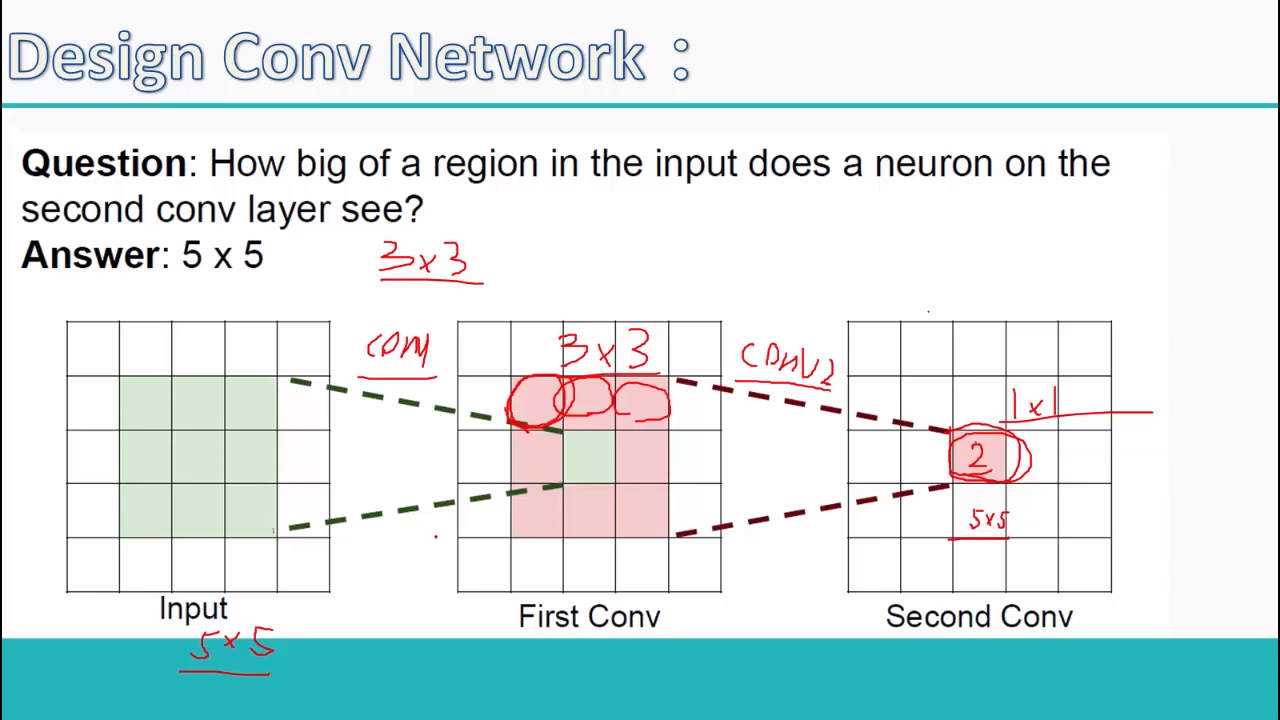 Design Conv Network：
Question: How big of a region in the input does a neuron on the
second conv layer see?
Answer: 5 x 5
3x3
conv
3x3
conv2
1x1
2
5x5
Input
First Conv
Second Conv
5x5